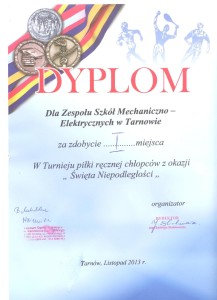 DYPLOM
Dla Zespołu Szkół Mechaniczno –
Elektrycznych w Tarnowie
za zdobycie ....I.......miejsca
W Turnieju piłki ręcznej chłopców z okazji
„ Święta Niepodległości „
organizator
Tarnów, Listopad 2013 r.